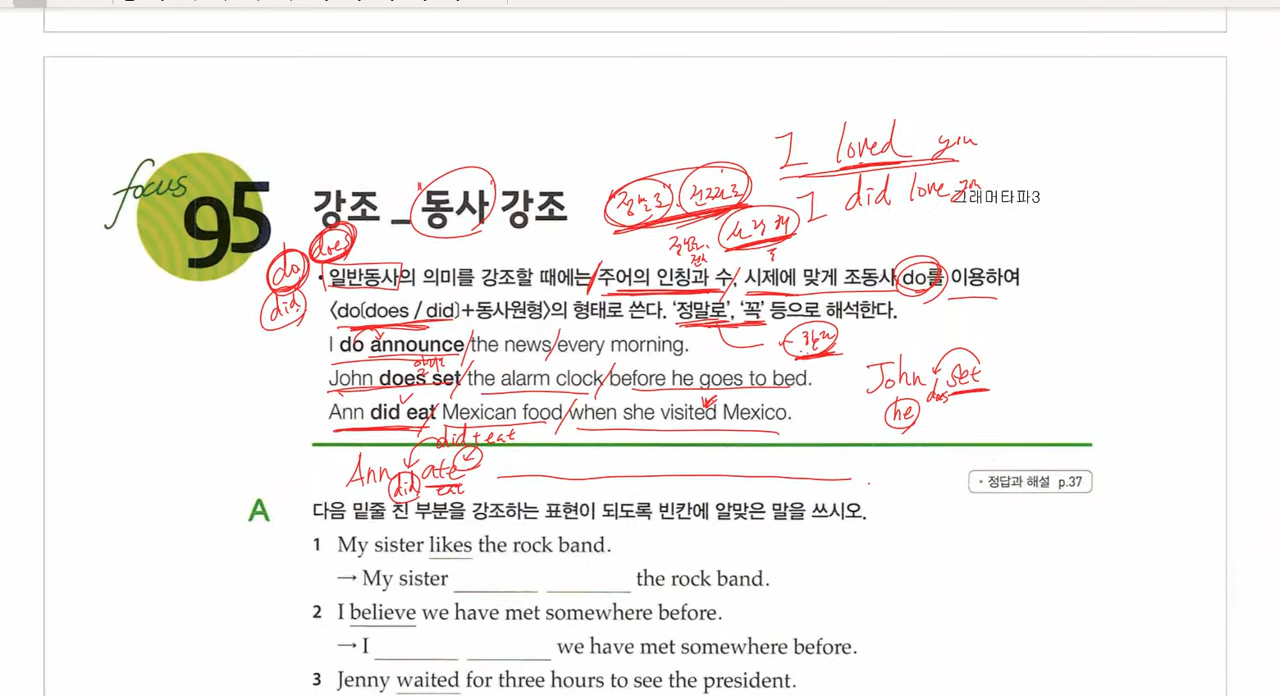 I loved you
focus 95
강조 _ "동사" 강조
"정말로",
I did love
그래머타파3
do does
did
• 일반동사의 의미를 강조할 때에는 주어의 인칭과 수, 시제에 맞게 조동사 do를 이용하여
〈do(does / did)+동사원형〉의 형태로 쓴다. '정말로', '꼭' 등으로 해석한다.
I do announce the news every morning.
John does set the alarm clock before he goes to bed.
John set
does
he
Ann did eat Mexican food when she visited Mexico.
did + eat
Ann ate
did eat
• 정답과 해설 p.37
A 다음 밑줄 친 부분을 강조하는 표현이 되도록 빈칸에 알맞은 말을 쓰시오.
1 My sister likes the rock band.
→ My sister ________ ________ the rock band.
2 I believe we have met somewhere before.
→ I ________ ________ we have met somewhere before.
3 Jenny waited for three hours to see the president.